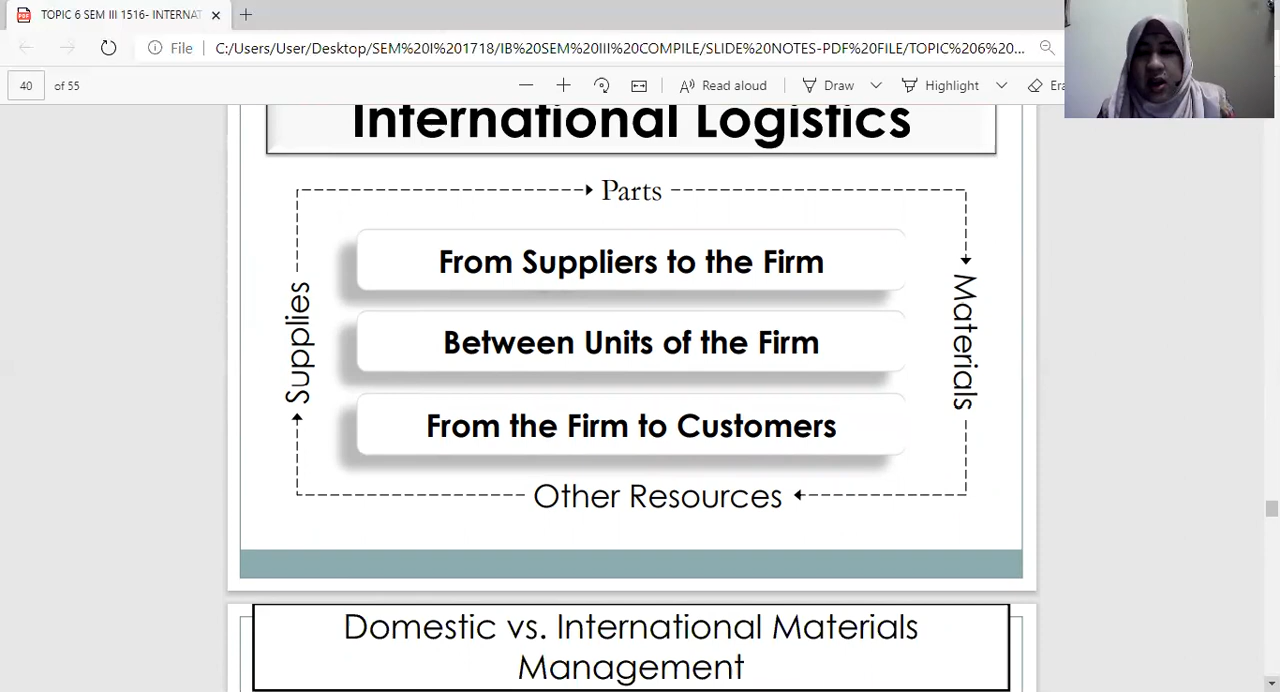 TOPIC 6 SEM III 1516- INTERNAT
File
C:/Users/User/Desktop/SEM%20I%201718/IB%20SEM%20III%20COMPILE/SLIDE%20NOTES-PDF%20FILE/TOPIC%206%20...
40 of 55
Read aloud
Draw
Highlight
Era
International Logistics
Parts
From Suppliers to the Firm
Supplies
Materials
Between Units of the Firm
From the Firm to Customers
Other Resources
Domestic vs. International Materials
Management